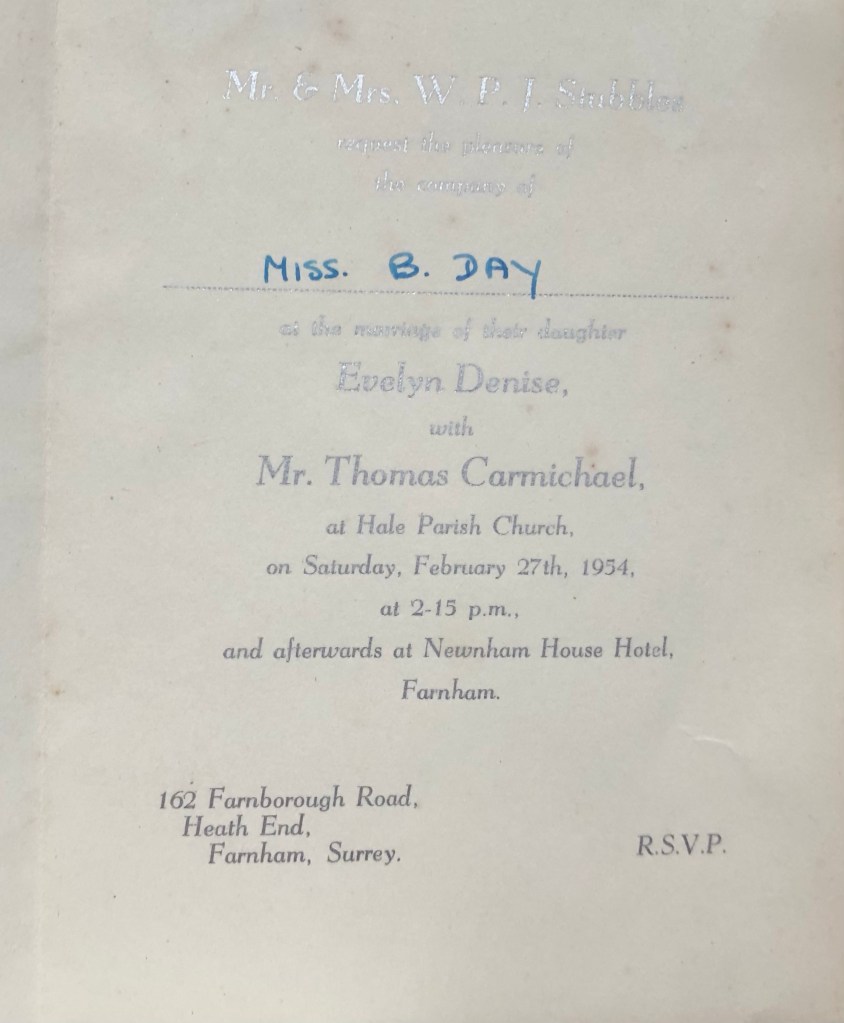 Mr. & Mrs. W. P. J. Stubbles
request the pleasure of
the company of
MISS. B. DAY
at the marriage of their daughter
Evelyn Denise,
with
Mr. Thomas Carmichael,
at Hale Parish Church,
on Saturday, February 27th, 1954,
at 2-15 p.m.,
and afterwards at Newnham House Hotel,
Farnham.
162 Farnborough Road,
Heath End,
Farnham, Surrey.
R.S.V.P.